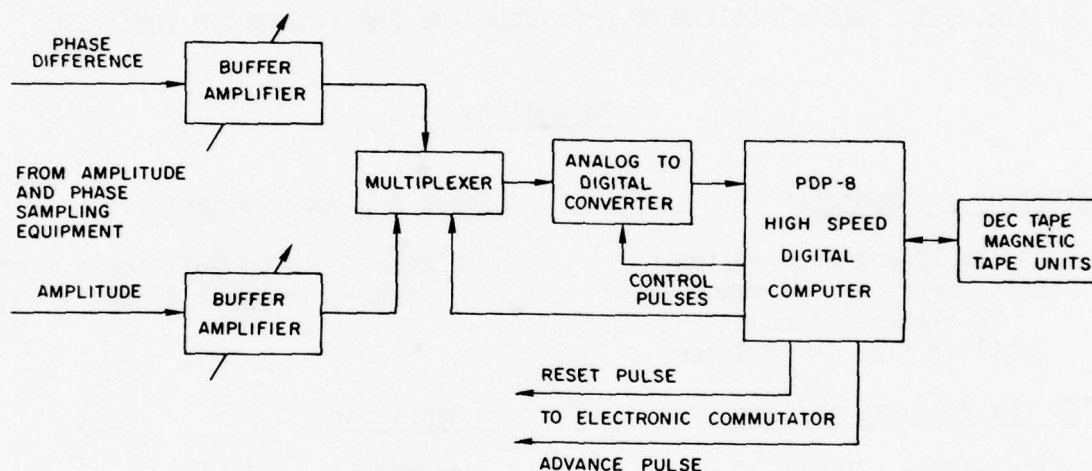 PHASE
DIFFERENCE
BUFFER
AMPLIFIER
FROM AMPLITUDE
AND PHASE
SAMPLING
EQUIPMENT
MULTIPLEXER
ANALOG TO
DIGITAL
CONVERTER
PDP-8
HIGH SPEED
DIGITAL
COMPUTER
DEC TAPE
MAGNETIC
TAPE UNITS
CONTROL
PULSES
AMPLITUDE
BUFFER
AMPLIFIER
RESET PULSE
TO ELECTRONIC COMMUTATOR
ADVANCE PULSE